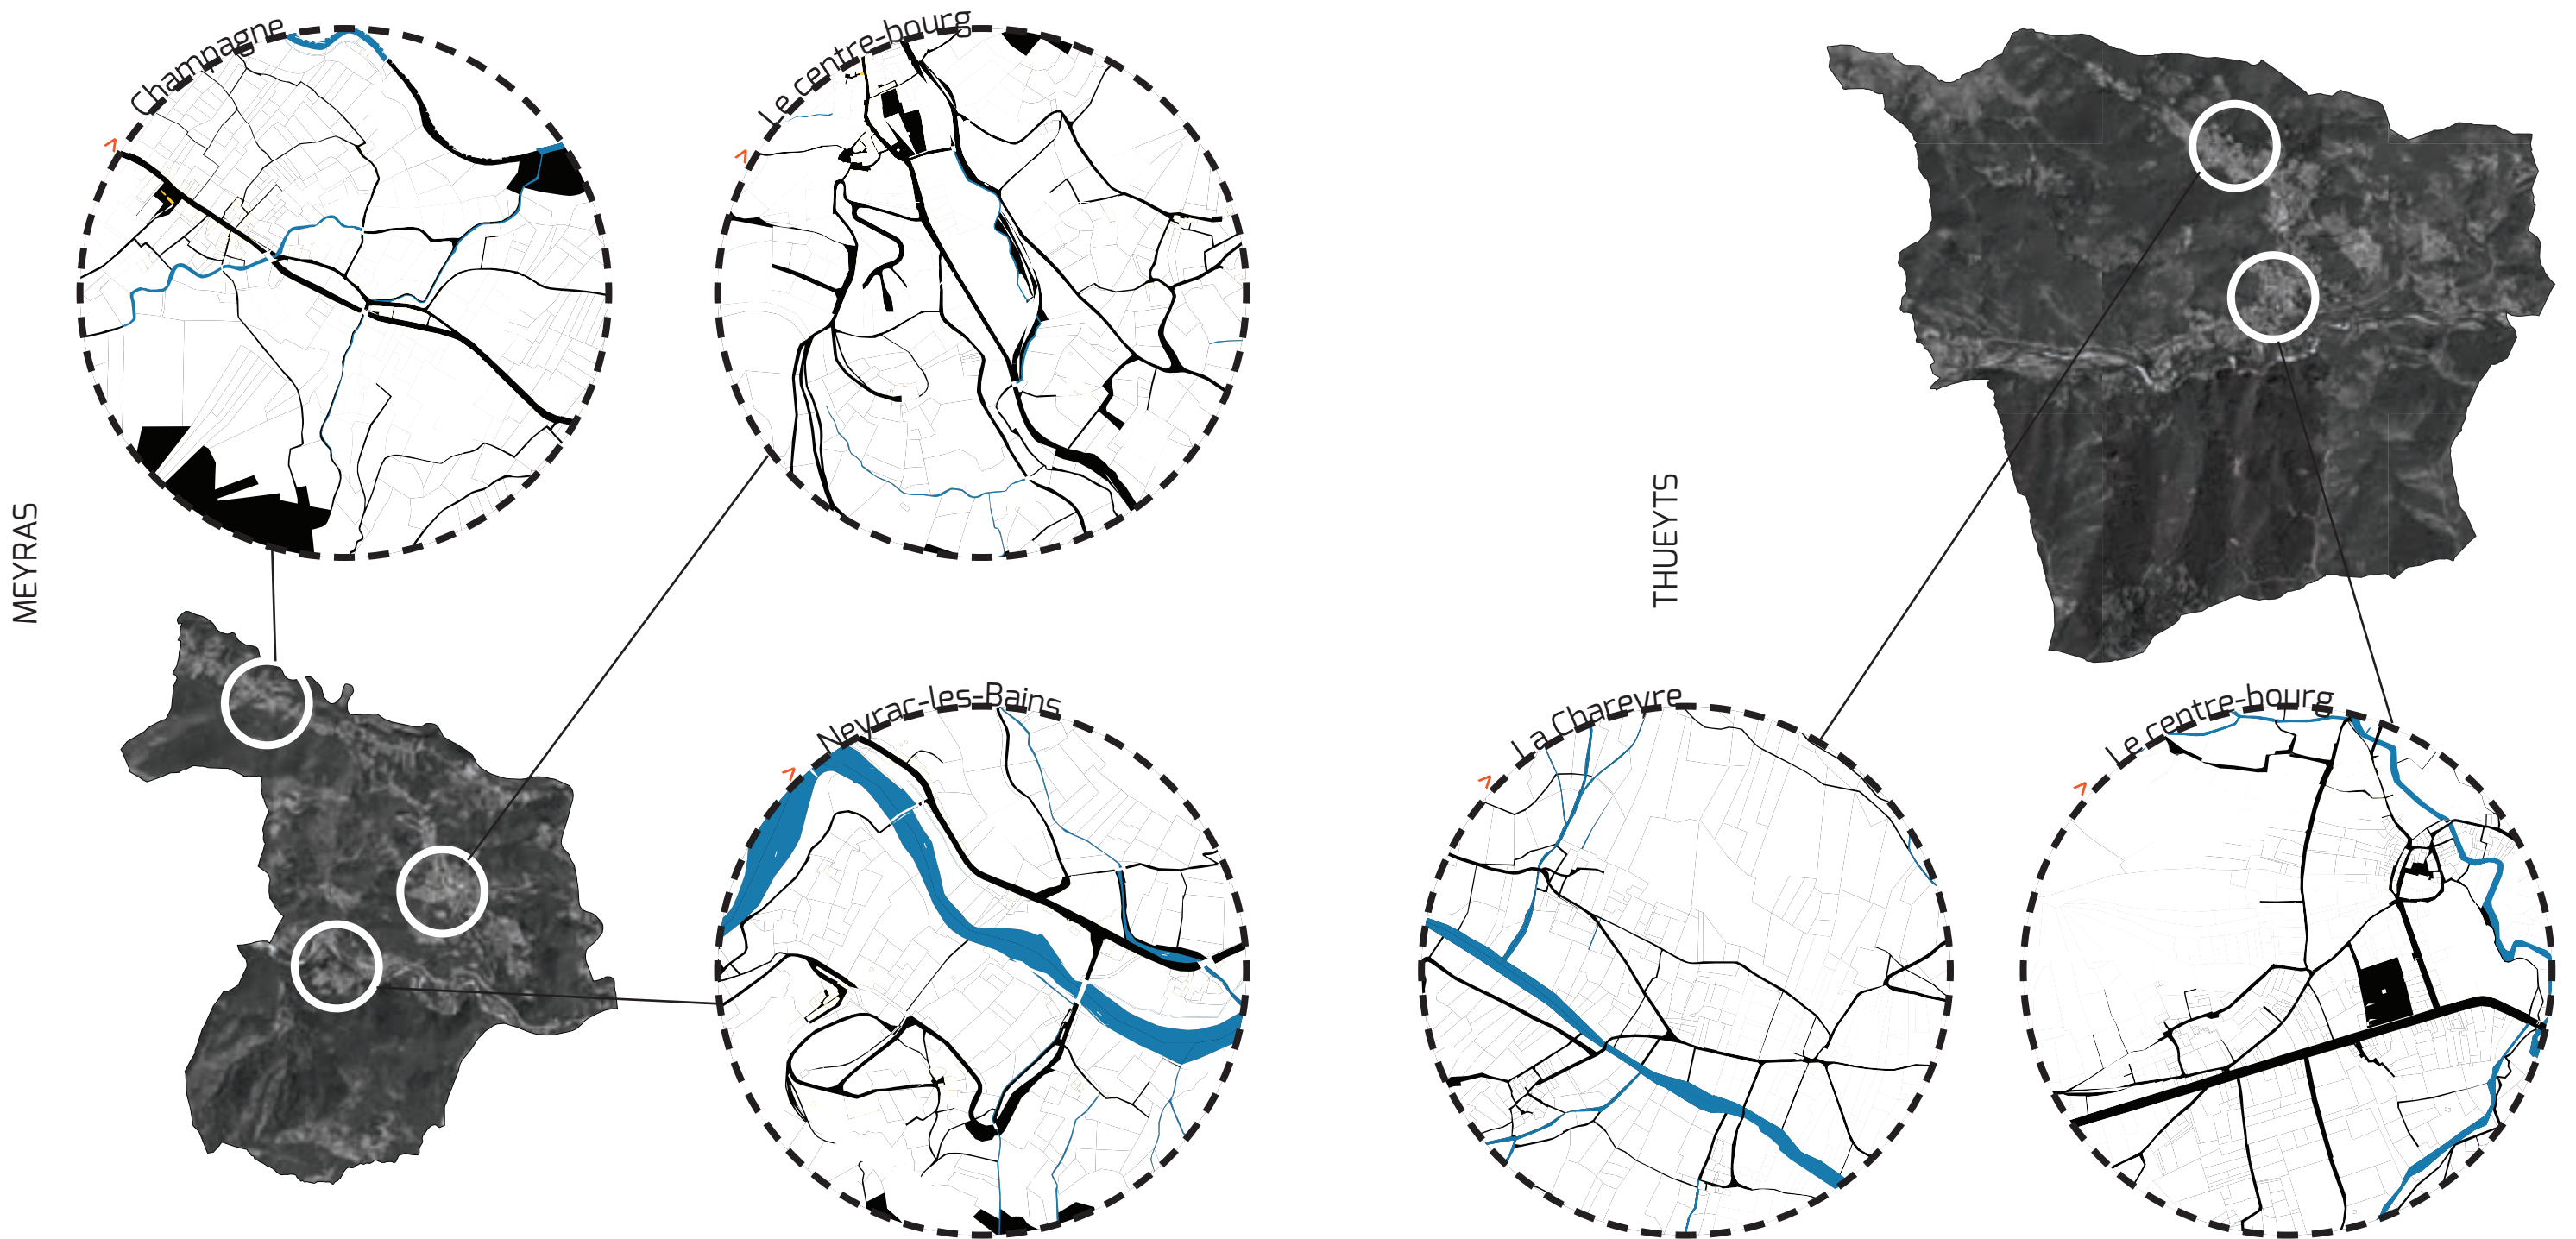 MEYRAS
Champagne
Le centre-bourg
Neyrac-les-Bains
THUEYTS
La Chareyre
Le centre-bourg